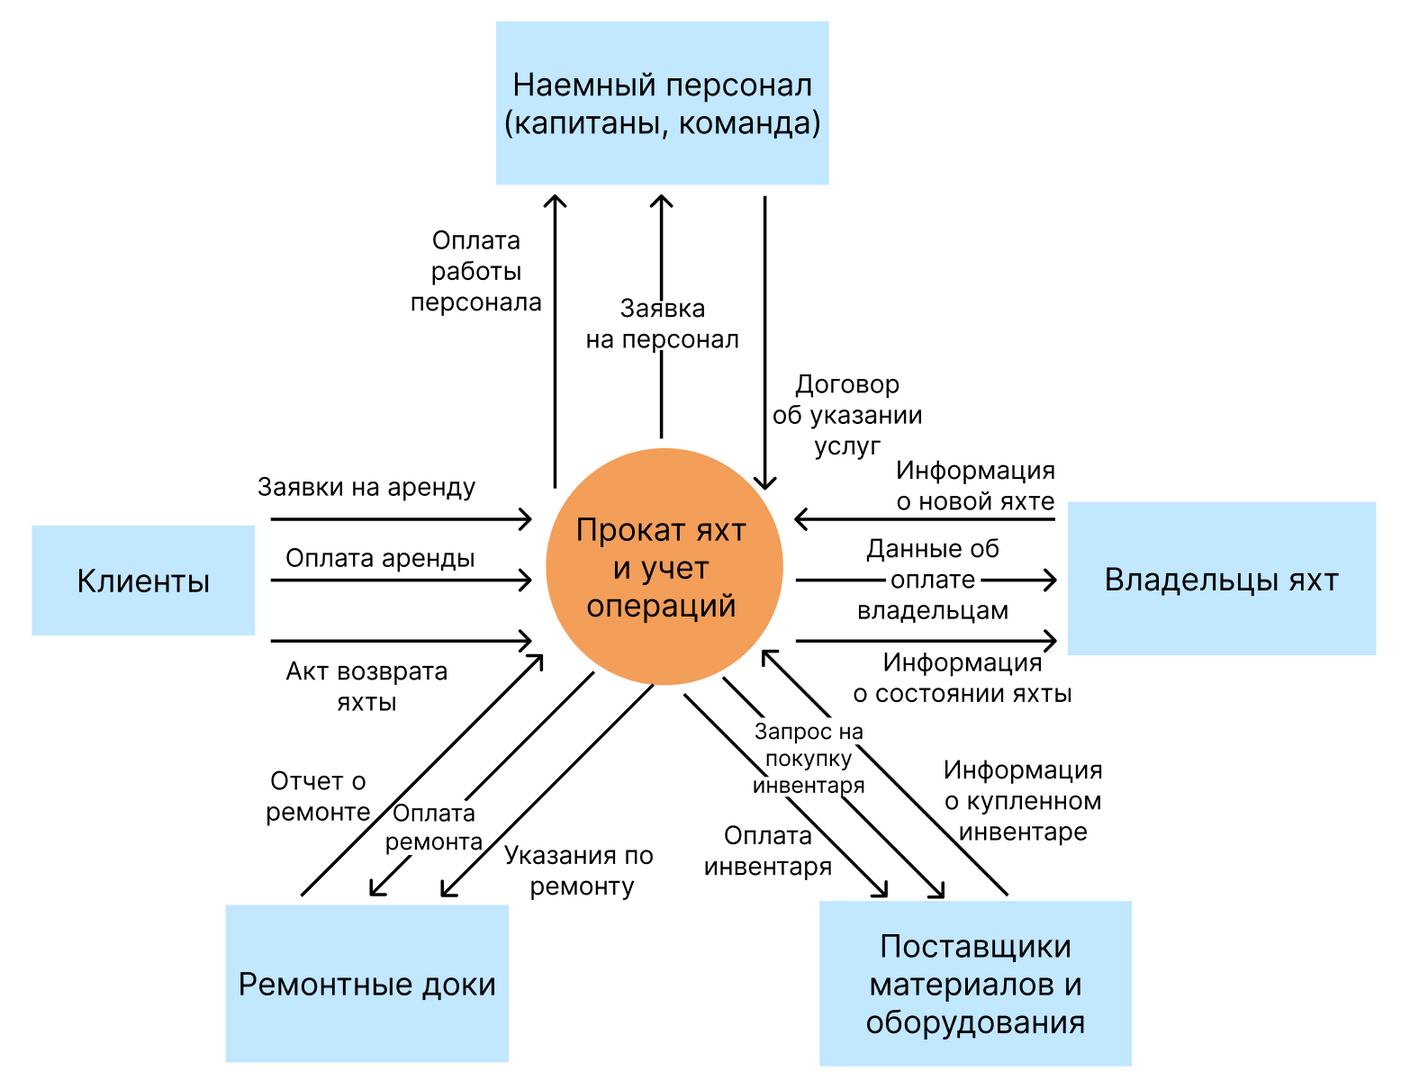 Наемный персонал
(капитаны, команда)
Оплата
работы
персонала
Заявка
на персонал
Договор
об указании
услуг
Заявки на аренду
Оплата аренды
Акт возврата
яхты
Клиенты
Прокат яхт
и учет
операций
Информация
о новой яхте
Данные об
оплате
владельцам
Информация
о состоянии яхты
Владельцы яхт
Отчет о
ремонте
Оплата
ремонта
Указания по
ремонту
Запрос на
покупку
инвентаря
Оплата
инвентаря
Информация
о купленном
инвентаре
Ремонтные доки
Поставщики
материалов и
оборудования